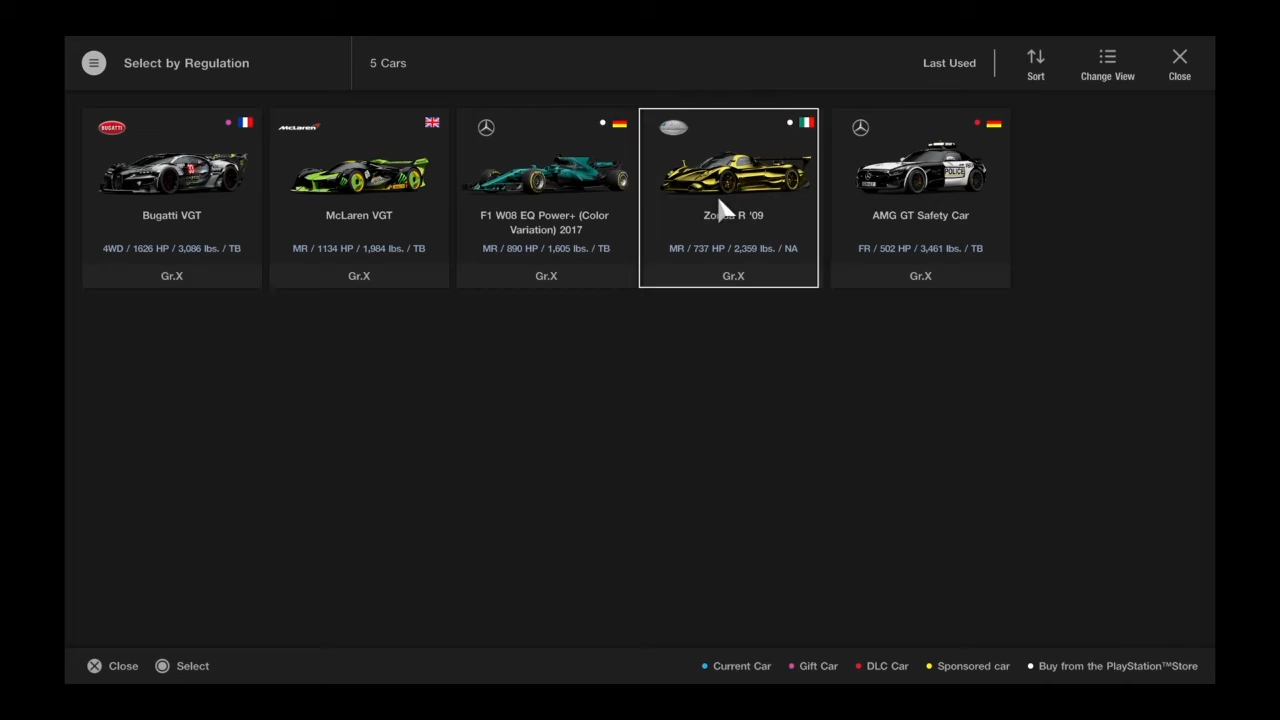 Select by Regulation
5 Cars
Last Used
Sort
Change View
Close
BUGATTI
Bugatti VGT
4WD / 1626 HP / 3,086 lbs. / TB
Gr.X
McLaren
McLaren VGT
MR / 1134 HP / 1,984 lbs. / TB
Gr.X
F1 W08 EQ Power+ (Color
Variation) 2017
MR / 890 HP / 1,605 lbs. / TB
Gr.X
R '09
MR / 737 HP / 2,359 lbs. / NA
Gr.X
POLICE
AMG GT Safety Car
FR / 502 HP / 3,461 lbs. / TB
Gr.X
Close
Select
Current Car
Gift Car
DLC Car
Sponsored car
Buy from the PlayStation™Store